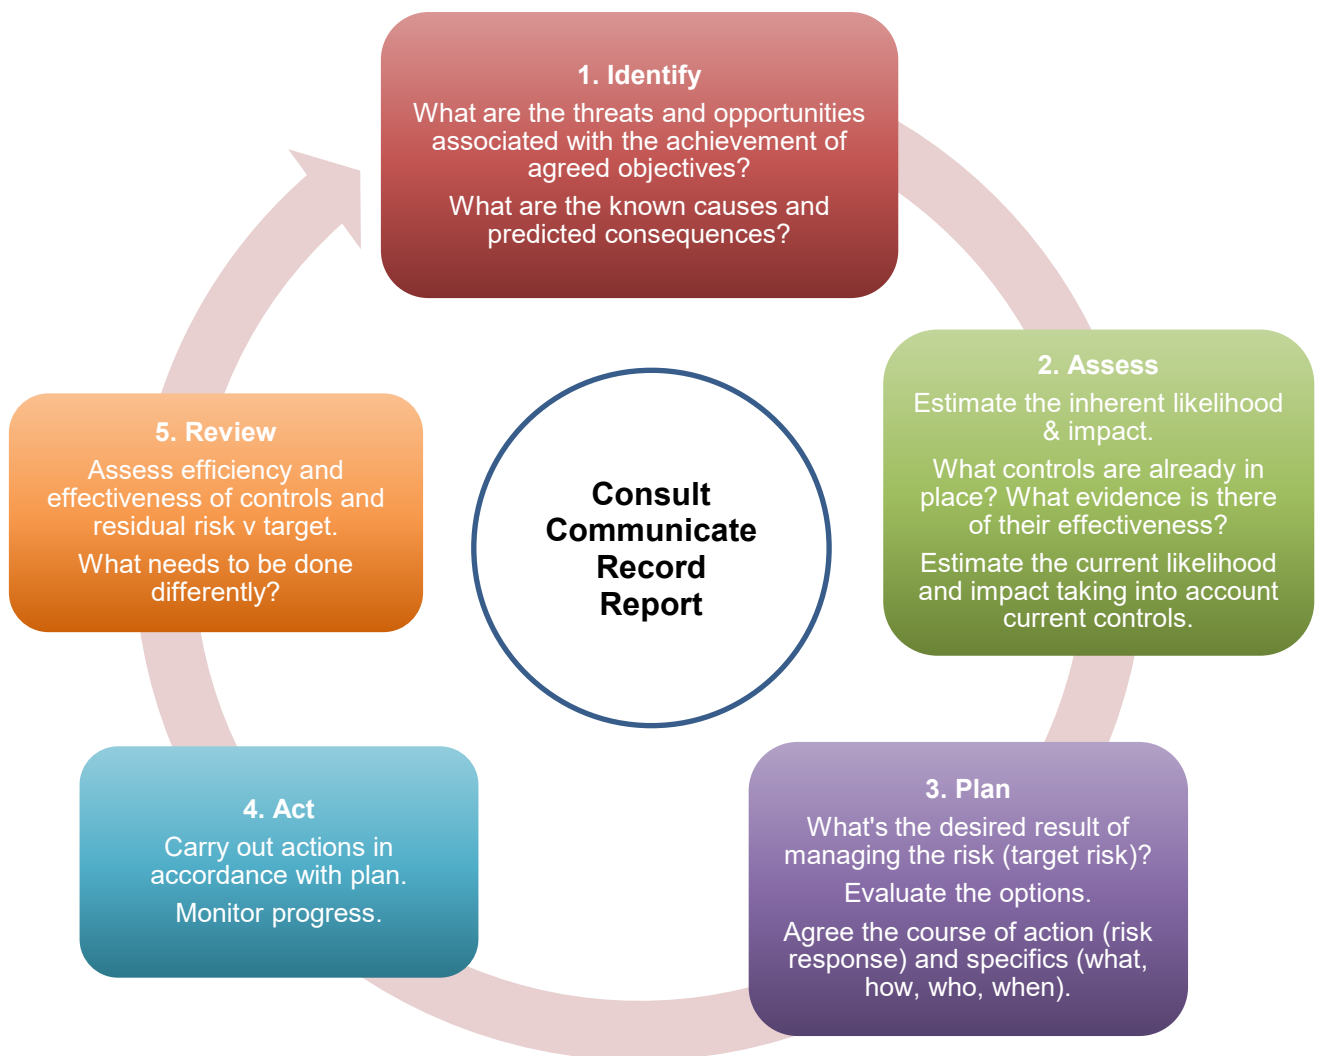 1. Identify
What are the threats and opportunities
associated with the achievement of
agreed objectives?
What are the known causes and
predicted consequences?
2. Assess
Estimate the inherent likelihood
& impact.
What controls are already in
place? What evidence is there
of their effectiveness?
Estimate the current likelihood
and impact taking into account
current controls.
3. Plan
What's the desired result of
managing the risk (target risk)?
Evaluate the options.
Agree the course of action (risk
response) and specifics (what,
how, who, when).
4. Act
Carry out actions in
accordance with plan.
Monitor progress.
5. Review
Assess efficiency and
effectiveness of controls and
residual risk v target.
What needs to be done
differently?
Consult
Communicate
Record
Report